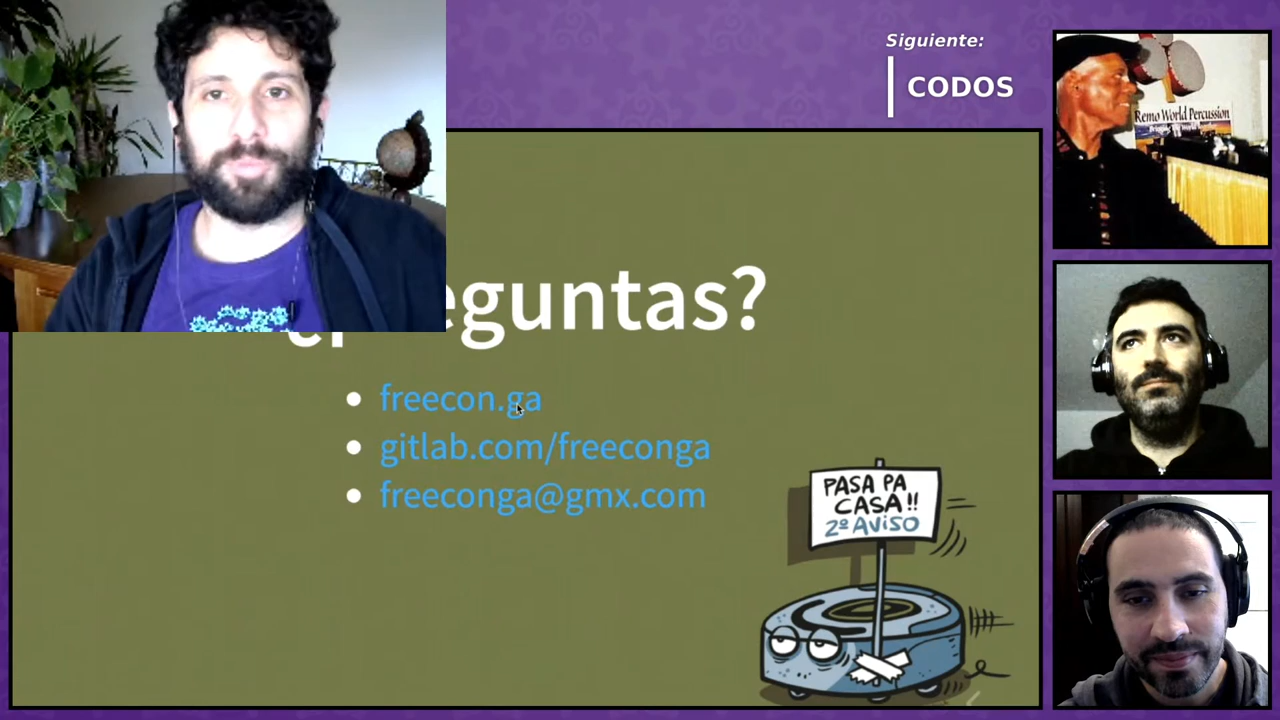 Siguiente:
CODOS
Remo World Percussion
eguntas?
freecon.ga
gitlab.com/freeconga
freeconga@gmx.com
PASA PA
CASA!!
2º AVISO